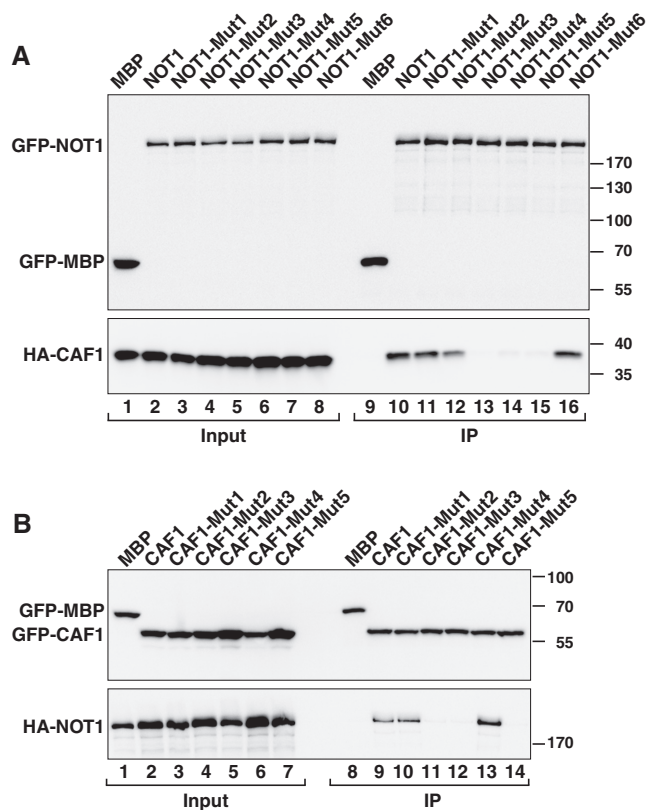 A
MBP NOT1 NOT1-Mut1 NOT1-Mut2 NOT1-Mut3 NOT1-Mut4 NOT1-Mut5 NOT1-Mut6 MBP NOT1 NOT1-Mut1 NOT1-Mut2 NOT1-Mut3 NOT1-Mut4 NOT1-Mut5 NOT1-Mut6
GFP-NOT1
170
130
100
70
GFP-MBP
55
40
HA-CAF1
35
1 2 3 4 5 6 7 8 9 10 11 12 13 14 15 16
Input IP
B
MBP CAF1 CAF1-Mut1 CAF1-Mut2 CAF1-Mut3 CAF1-Mut4 CAF1-Mut5 MBP CAF1 CAF1-Mut1 CAF1-Mut2 CAF1-Mut3 CAF1-Mut4 CAF1-Mut5
100
GFP-MBP 70
GFP-CAF1
55
HA-NOT1
170
1 2 3 4 5 6 7 8 9 10 11 12 13 14
Input IP